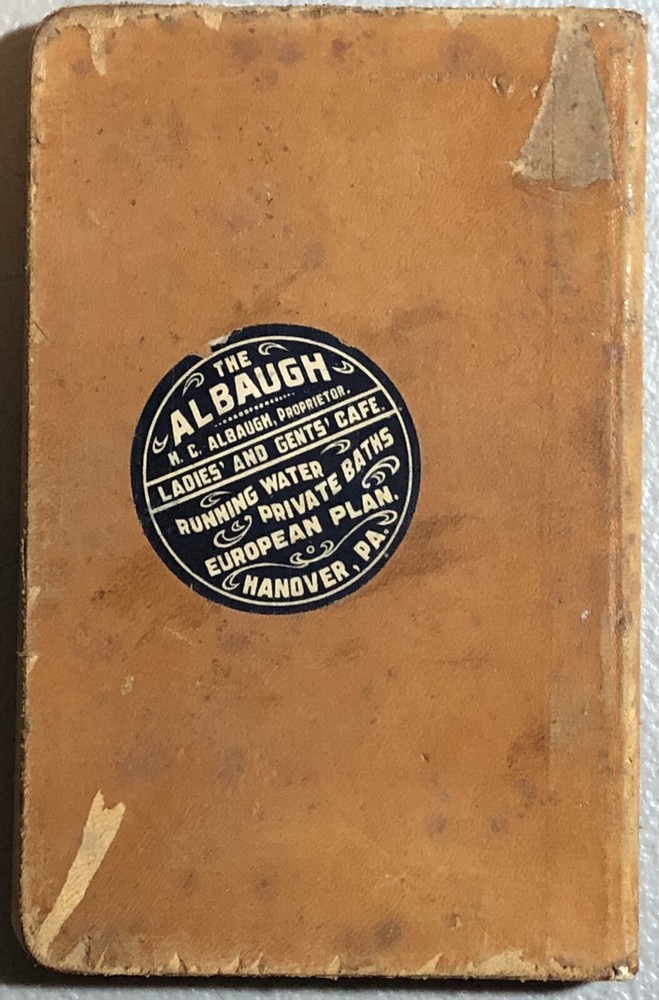 THE
ALBAUGH
H. C. ALBAUGH, PROPRIETOR.
LADIES' AND GENTS' CAFE.
RUNNING WATER
PRIVATE BATHS
EUROPEAN PLAN.
HANOVER, PA.